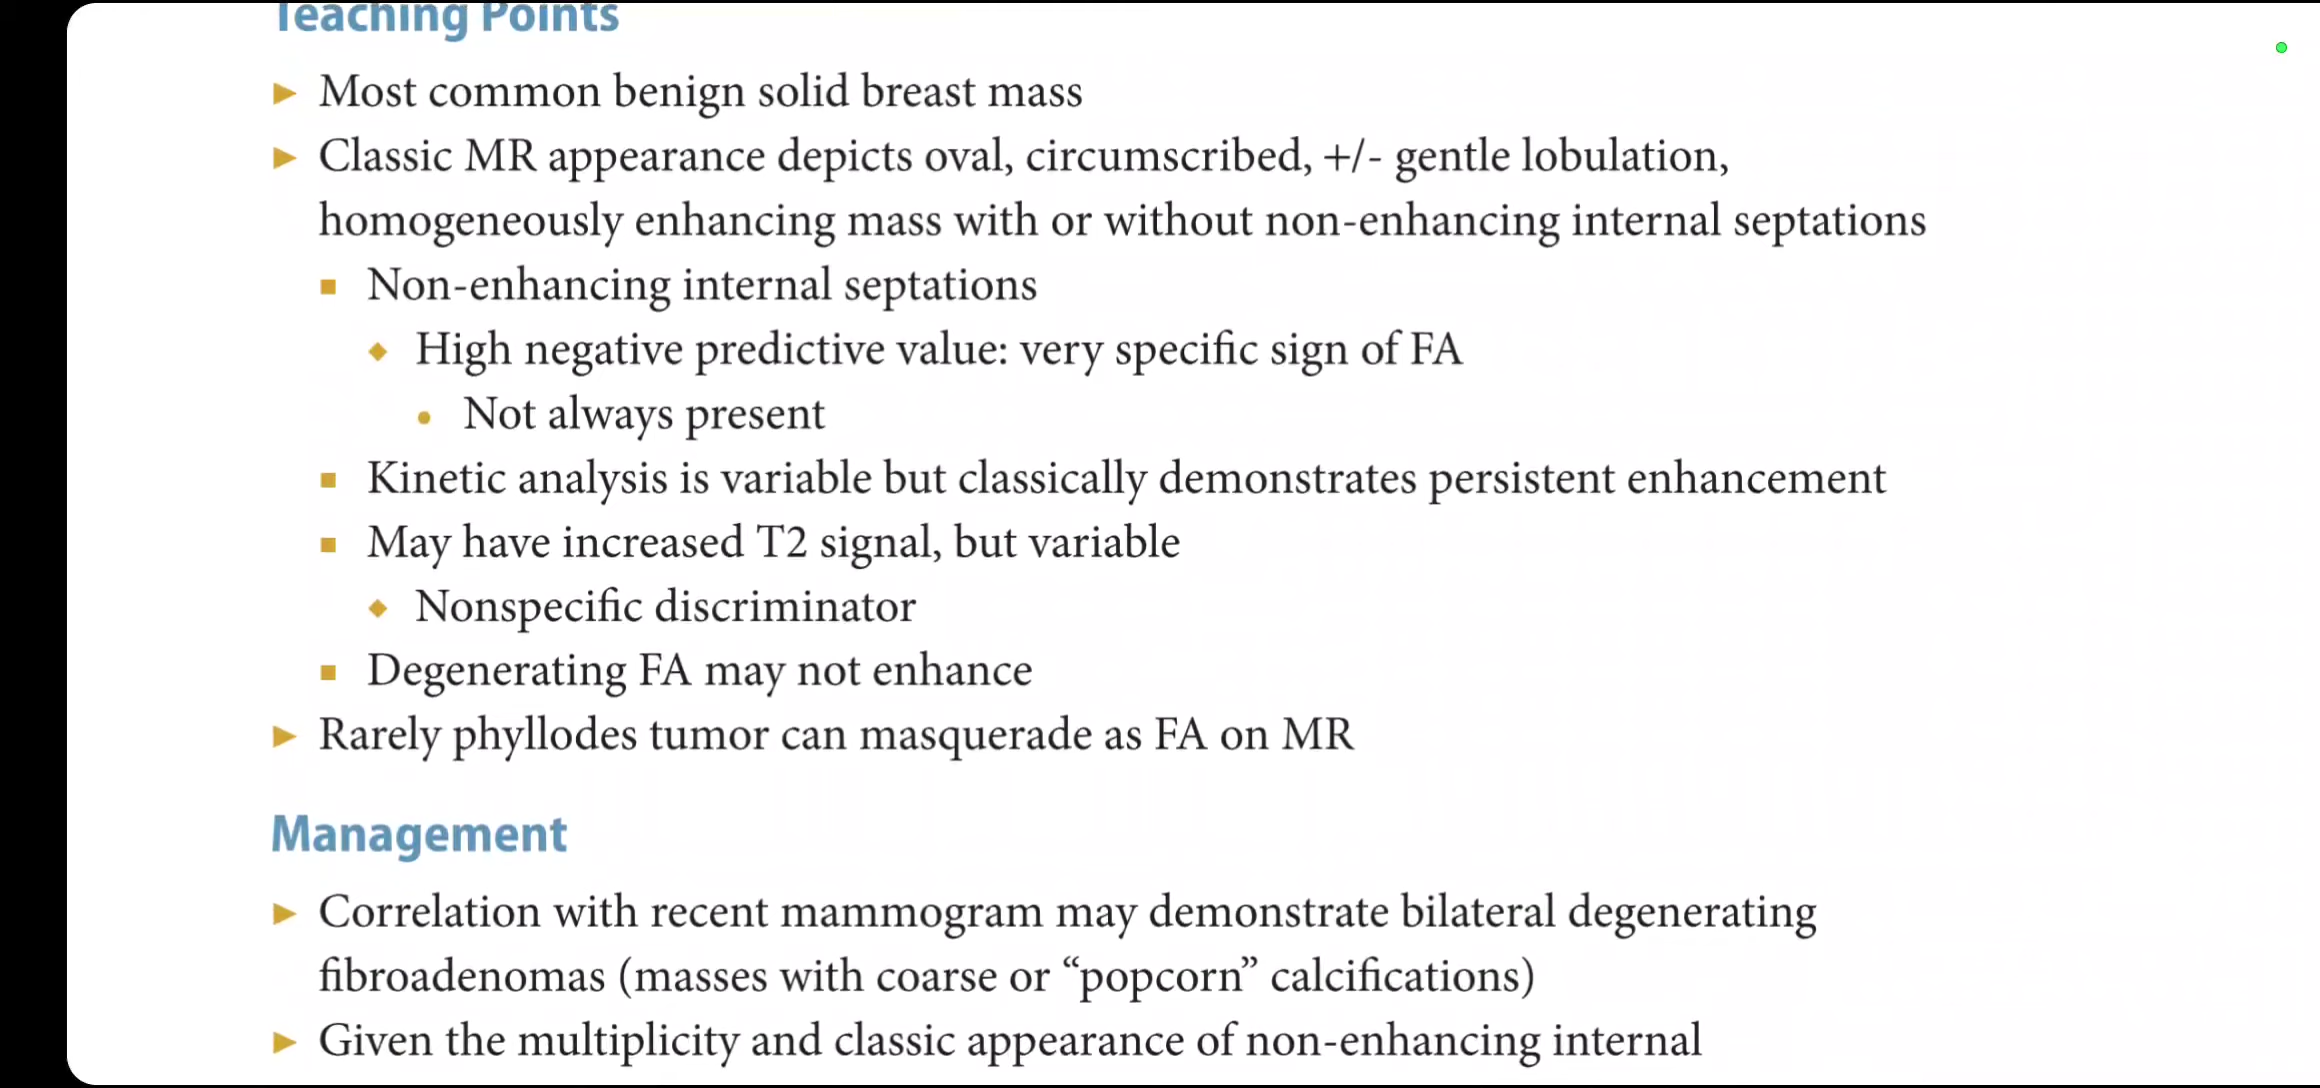 Teaching Points
► Most common benign solid breast mass
► Classic MR appearance depicts oval, circumscribed, +/- gentle lobulation,
homogeneously enhancing mass with or without non-enhancing internal septations
■ Non-enhancing internal septations
◆ High negative predictive value: very specific sign of FA
● Not always present
■ Kinetic analysis is variable but classically demonstrates persistent enhancement
■ May have increased T2 signal, but variable
◆ Nonspecific discriminator
■ Degenerating FA may not enhance
► Rarely phyllodes tumor can masquerade as FA on MR
Management
► Correlation with recent mammogram may demonstrate bilateral degenerating
fibroadenomas (masses with coarse or “popcorn” calcifications)
► Given the multiplicity and classic appearance of non-enhancing internal